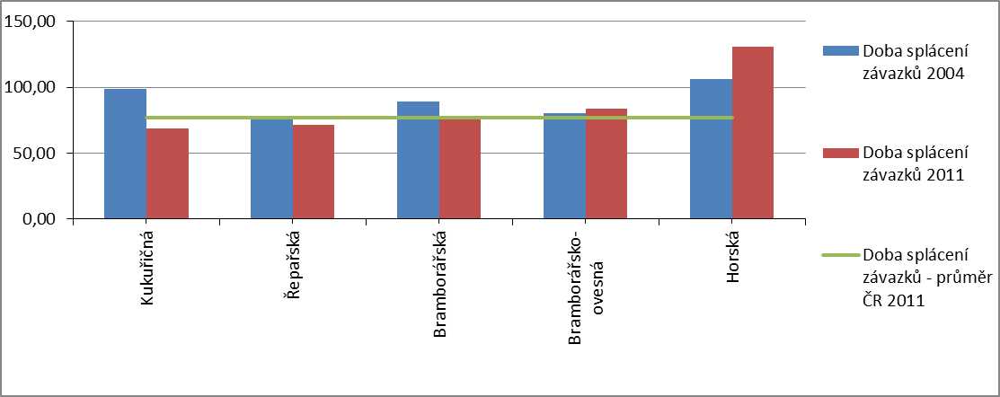 150,00
100,00
50,00
0,00
Kukuřičná
Řepařská
Bramborářská
Bramborářsko-
ovesná
Horská
Doba splácení
závazků 2004
Doba splácení
závazků 2011
Doba splácení
závazků - průměr
ČR 2011